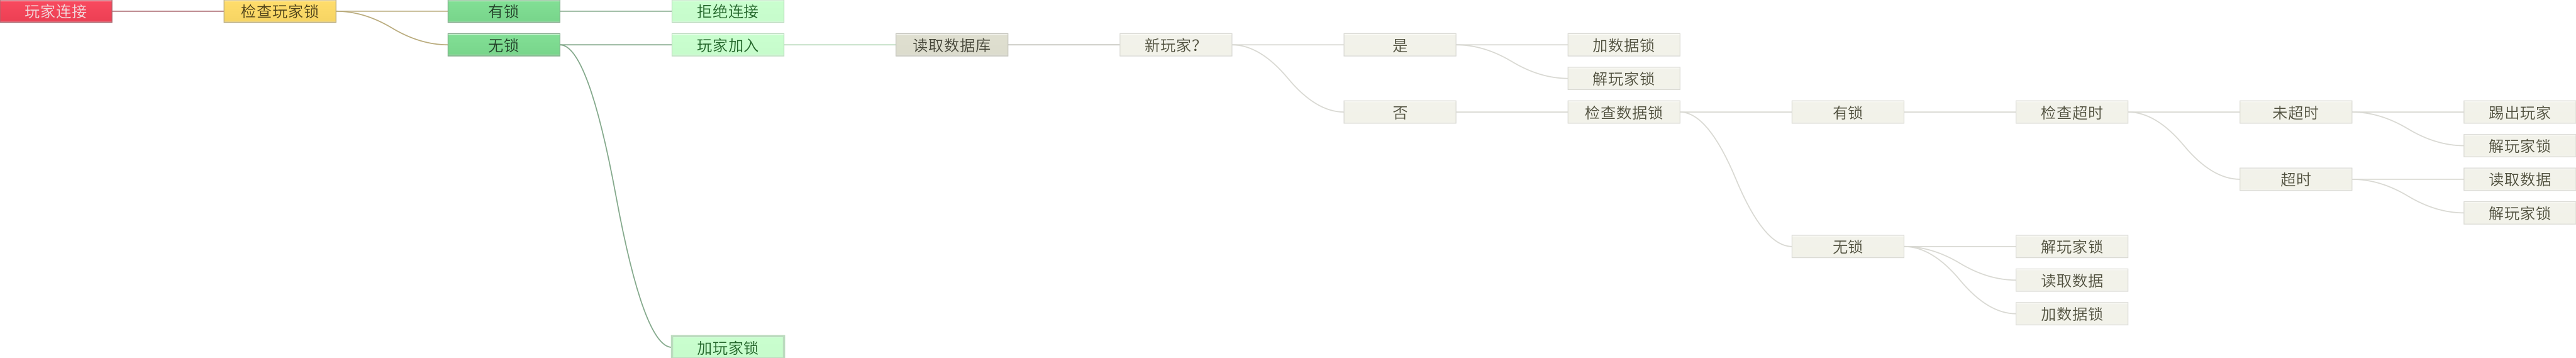 玩家连接
检查玩家锁
有锁
拒绝连接
无锁
玩家加入
读取数据库
新玩家？
是
加数据锁
解玩家锁
否
检查数据锁
有锁
检查超时
未超时
踢出玩家
解玩家锁
超时
读取数据
解玩家锁
无锁
解玩家锁
读取数据
加数据锁
加玩家锁